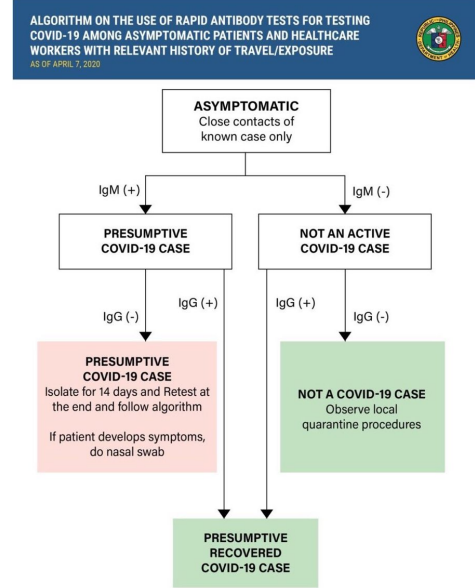 ALGORITHM ON THE USE OF RAPID ANTIBODY TESTS FOR TESTING
COVID-19 AMONG ASYMPTOMATIC PATIENTS AND HEALTHCARE
WORKERS WITH RELEVANT HISTORY OF TRAVEL/EXPOSURE
AS OF APRIL 7, 2020
ASYMPTOMATIC
Close contacts of
known case only
IgM (+)
IgM (-)
PRESUMPTIVE
COVID-19 CASE
NOT AN ACTIVE
COVID-19 CASE
IgG (-)
IgG (+)
IgG (+)
IgG (-)
PRESUMPTIVE
COVID-19 CASE
Isolate for 14 days and Retest at
the end and follow algorithm
If patient develops symptoms,
do nasal swab
NOT A COVID-19 CASE
Observe local
quarantine procedures
PRESUMPTIVE
RECOVERED
COVID-19 CASE